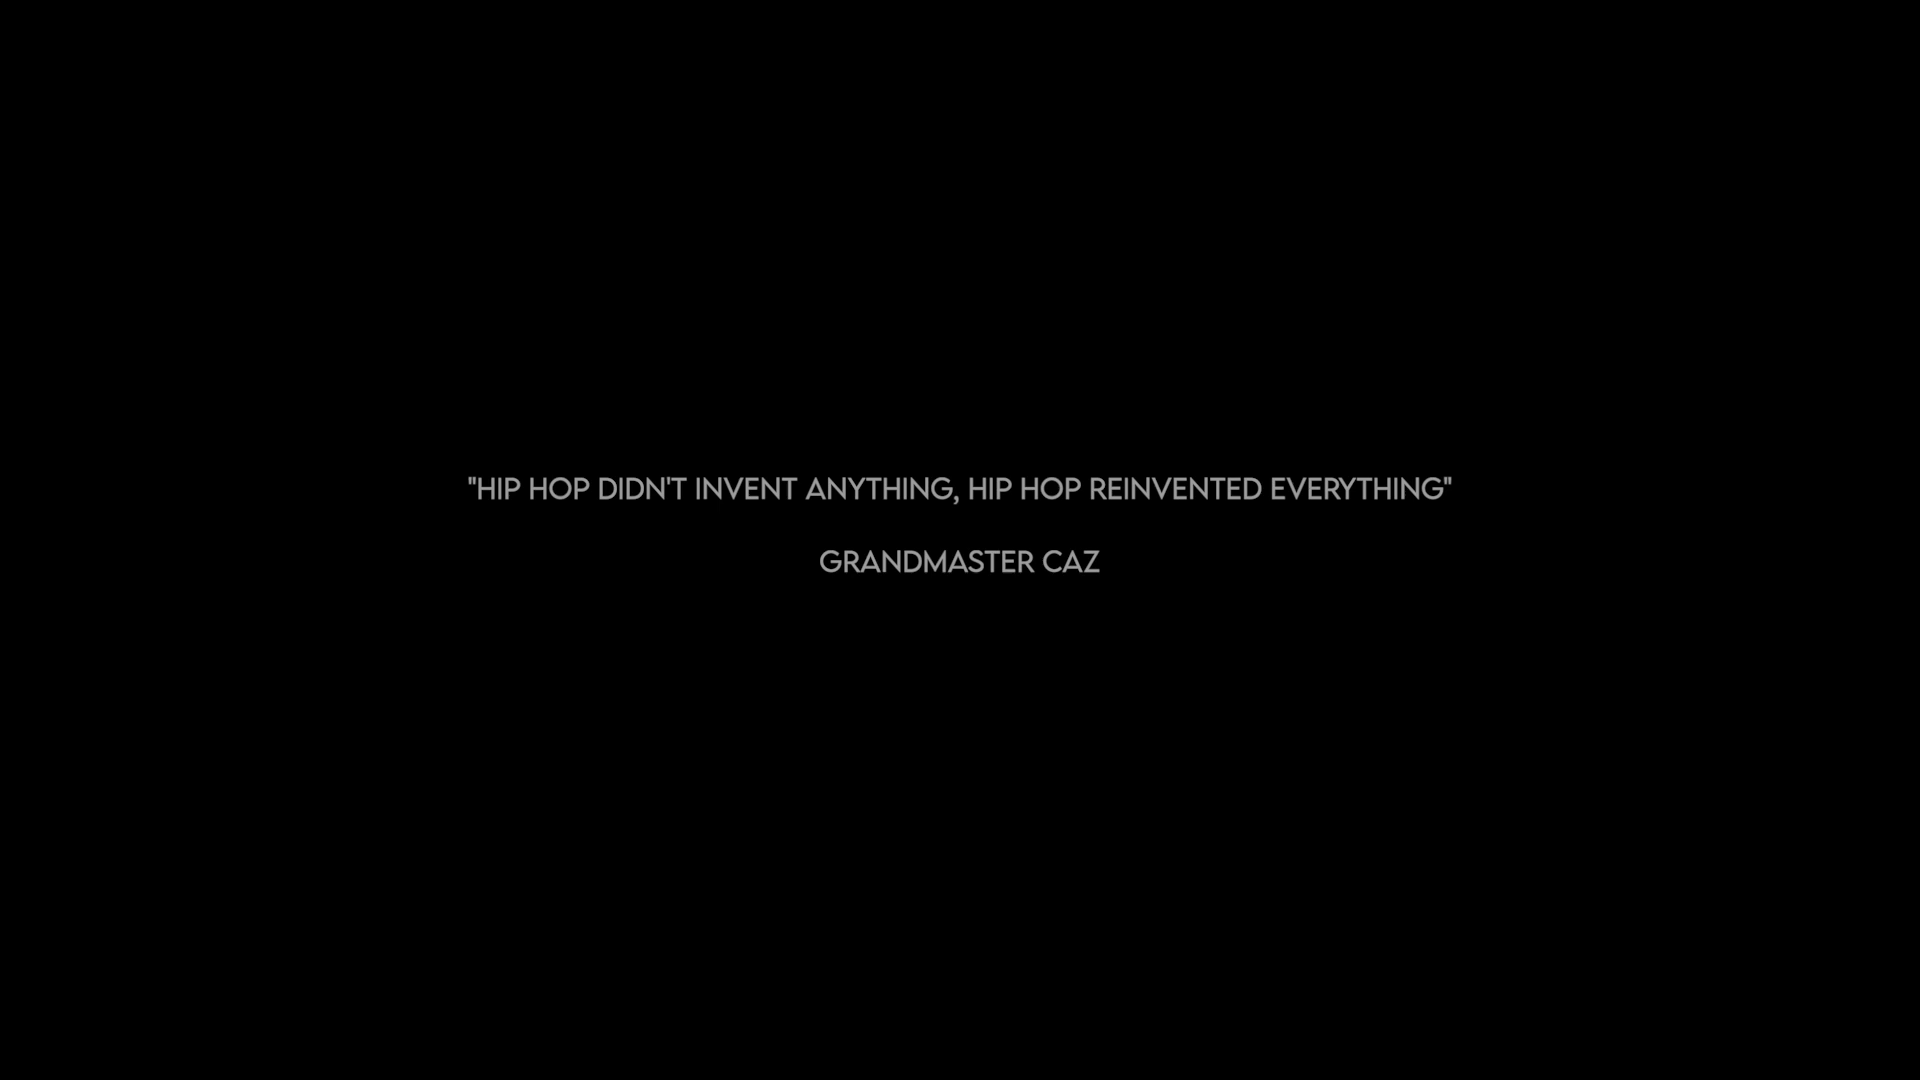 "HIP HOP DIDN'T INVENT ANYTHING, HIP HOP REINVENTED EVERYTHING"
GRANDMASTER CAZ